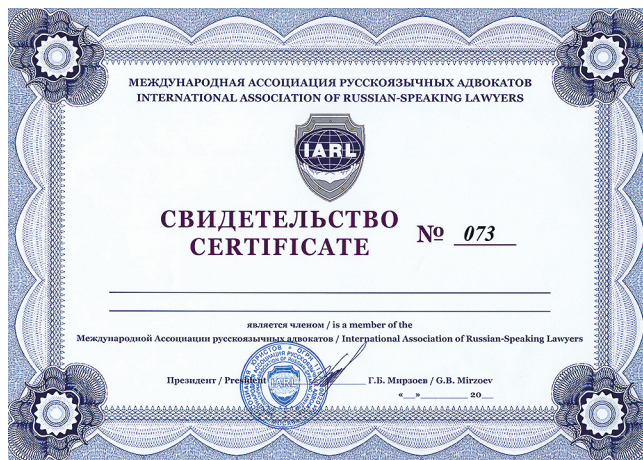 МЕЖДУНАРОДНАЯ АССОЦИАЦИЯ РУССКОЯЗЫЧНЫХ АДВОКАТОВ
INTERNATIONAL ASSOCIATION OF RUSSIAN-SPEAKING LAWYERS
IARL
СВИДЕТЕЛЬСТВО
CERTIFICATE
№ 073
является членом / is a member of the
Международной Ассоциации русскоязычных адвокатов / International Association of Russian-Speaking Lawyers
Президент / President
IARL
Г.Б. Мирзоев / G.B. Mirzoev
«__»________ 20__